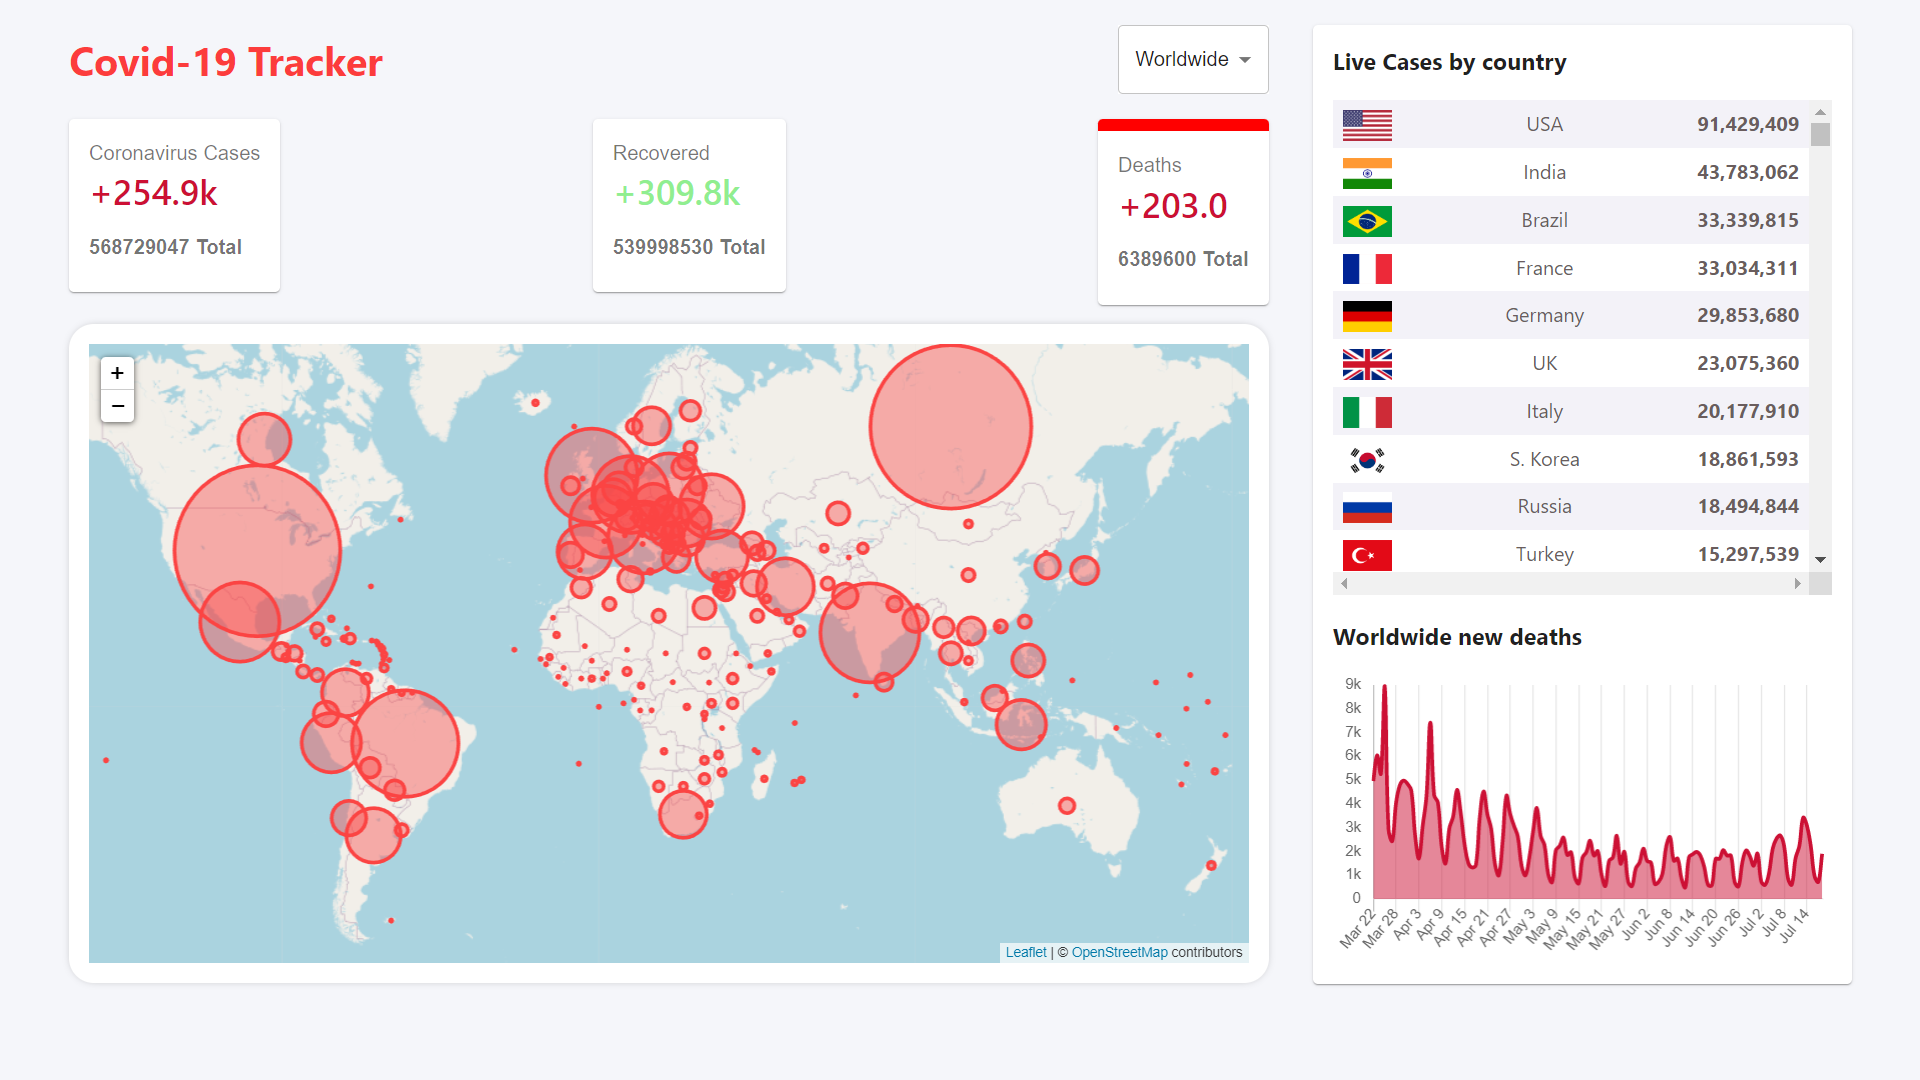 Covid-19 Tracker
Worldwide
Coronavirus Cases
+254.9k
568729047 Total
Recovered
+309.8k
539998530 Total
Deaths
+203.0
6389600 Total
+
−
Leaflet | © OpenStreetMap contributors
Live Cases by country
USA 91,429,409
India 43,783,062
Brazil 33,339,815
France 33,034,311
Germany 29,853,680
UK 23,075,360
Italy 20,177,910
S. Korea 18,861,593
Russia 18,494,844
Turkey 15,297,539
Worldwide new deaths
9k
8k
7k
6k
5k
4k
3k
2k
1k
0
Mar 22
Mar 28
Apr 3
Apr 9
Apr 15
Apr 21
Apr 27
May 3
May 9
May 15
May 21
May 27
Jun 2
Jun 8
Jun 14
Jun 20
Jun 26
Jul 2
Jul 8
Jul 14